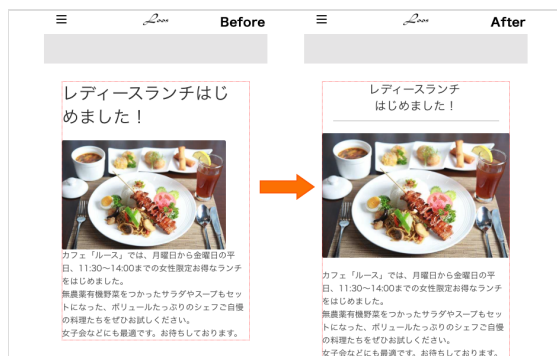 Loos
Before
レディースランチはじ
めました！
カフェ「ルース」では、月曜日から金曜日の平
日、11:30〜14:00までの女性限定お得なランチ
をはじめました。
無農薬有機野菜をつかったサラダやスープもセッ
トになった、ボリュールたっぷりのシェフご自慢
の料理たちをぜひお試しください。
女子会などにも最適です。お待ちしております。
Loos
After
レディースランチ
はじめました！
カフェ「ルース」では、月曜日から金曜日の平
日、11:30〜14:00までの女性限定お得なランチ
をはじめました。
無農薬有機野菜をつかったサラダやスープもセッ
トになった、ボリュールたっぷりのシェフご自慢
の料理たちをぜひお試しください。
女子会などにも最適です。お待ちしております。